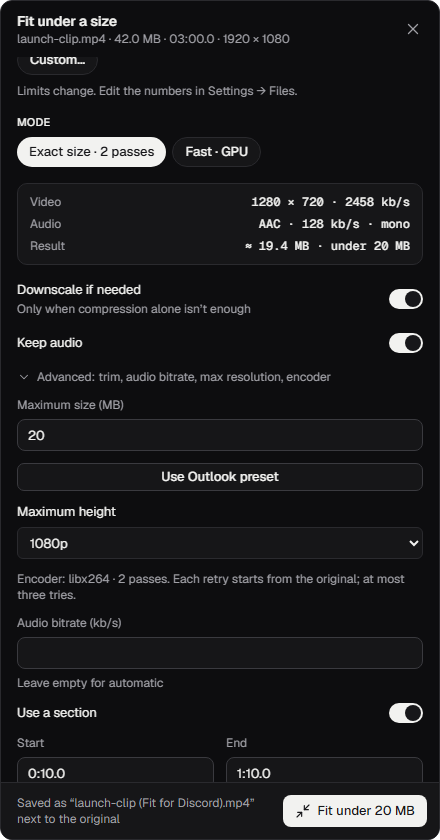 Fit under a size
launch-clip.mp4 · 42.0 MB · 03:00.0 · 1920 × 1080
Custom...
Limits change. Edit the numbers in Settings → Files.
MODE
Exact size · 2 passes
Fast · GPU
Video 1280 × 720 · 2458 kb/s
Audio AAC · 128 kb/s · mono
Result ≈ 19.4 MB · under 20 MB
Downscale if needed
Only when compression alone isn't enough
Keep audio
Advanced: trim, audio bitrate, max resolution, encoder
Maximum size (MB)
20
Use Outlook preset
Maximum height
1080p
Encoder: libx264 · 2 passes. Each retry starts from the original; at most
three tries.
Audio bitrate (kb/s)
Leave empty for automatic
Use a section
Start End
0:10.0 1:10.0
Saved as “launch-clip (Fit for Discord).mp4”
next to the original
Fit under 20 MB